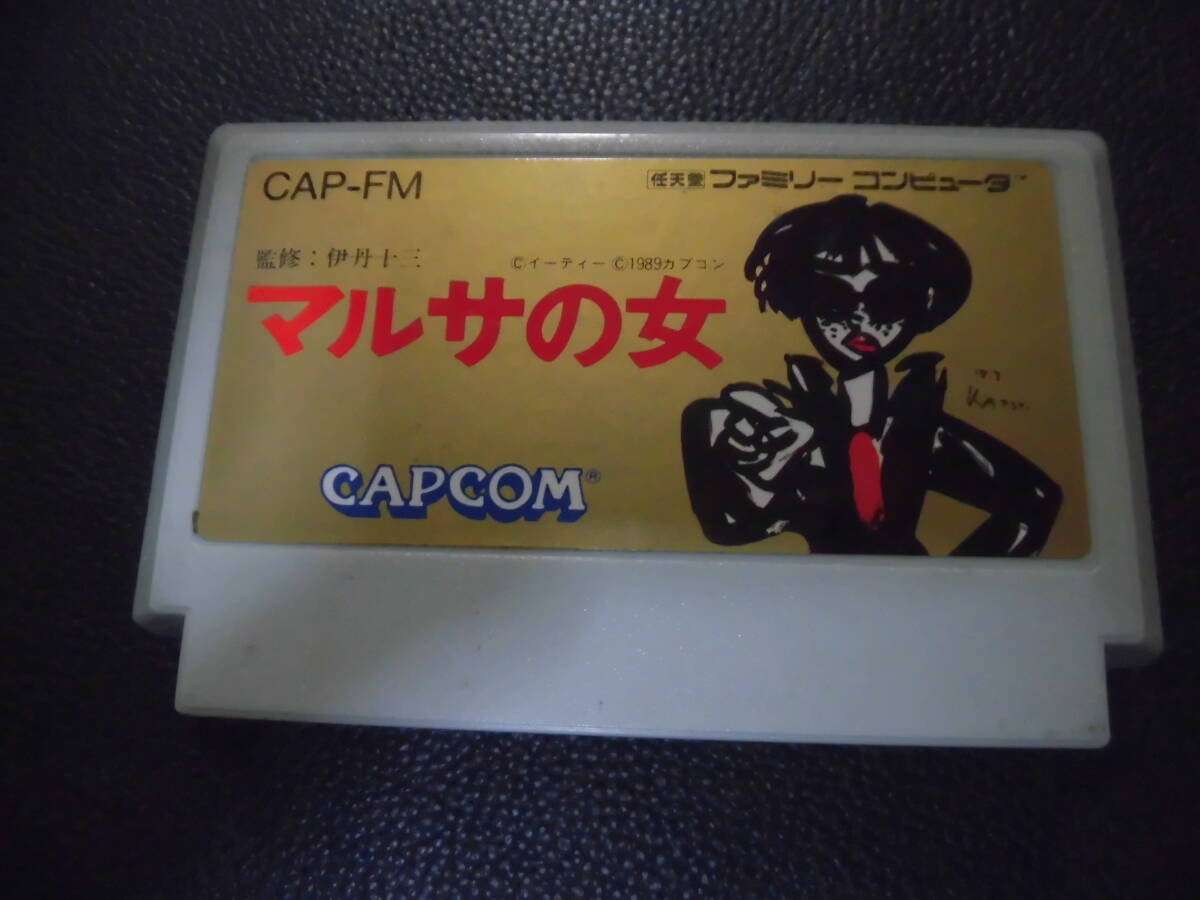 CAP-FM
任天堂 ファミリー コンピュータ™
監修：伊丹十三
©イーティー ©1989カプコン
マルサの女
CAPCOM®